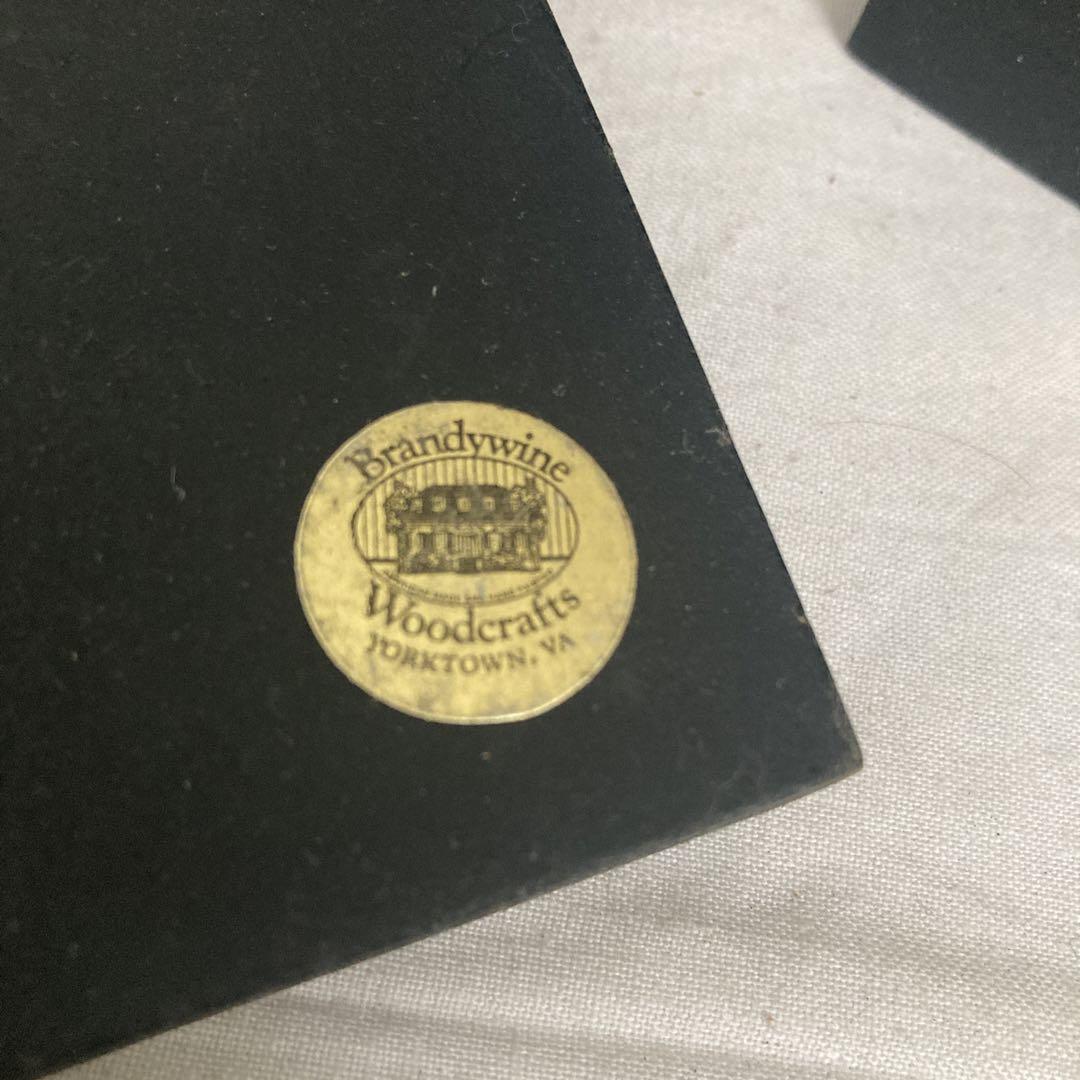 Brandywine
Woodcrafts
YORKTOWN, VA